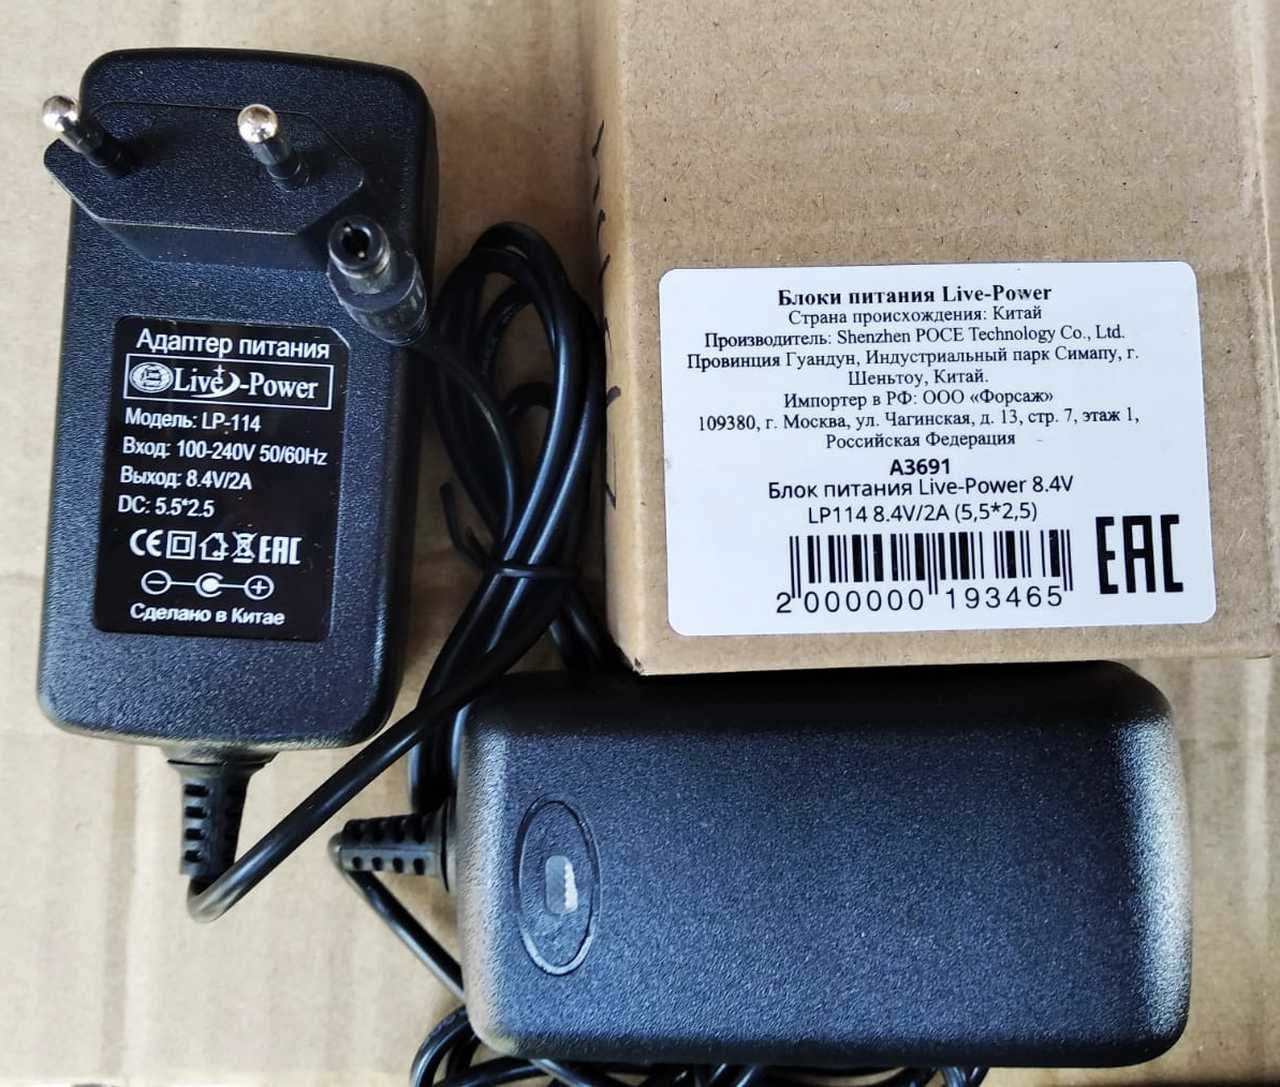 Адаптер питания
Live-Power
Модель: LP-114
Вход: 100-240V 50/60Hz
Выход: 8.4V/2A
DC: 5.5*2.5
CE EAC
Сделано в Китае
Блоки питания Live-Power
Страна происхождения: Китай
Производитель: Shenzhen POCE Technology Co., Ltd.
Провинция Гуандун, Индустриальный парк Симапу, г.
Шеньтоу, Китай.
Импортер в РФ: ООО «Форсаж»
109380, г. Москва, ул. Чагинская, д. 13, стр. 7, этаж 1,
Российская Федерация
A3691
Блок питания Live-Power 8.4V
LP114 8.4V/2A (5,5*2,5)
2 000000 193465
EAC